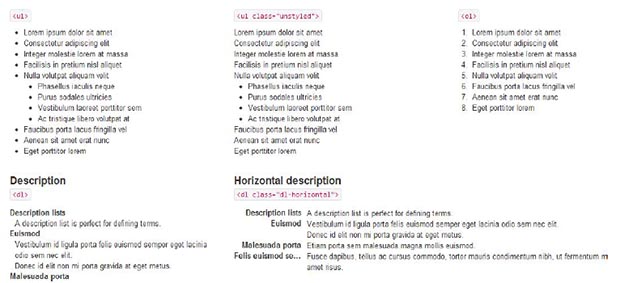 <ul>
Lorem ipsum dolor sit amet
Consectetur adipiscing elit
Integer molestie lorem at massa
Facilisis in pretium nisl aliquet
Nulla volutpat aliquam velit
Phasellus iaculis neque
Purus sodales ultricies
Vestibulum laoreet porttitor sem
Ac tristique libero volutpat at
Faucibus porta lacus fringilla vel
Aenean sit amet erat nunc
Eget porttitor lorem
<ul class="unstyled">
Lorem ipsum dolor sit amet
Consectetur adipiscing elit
Integer molestie lorem at massa
Facilisis in pretium nisl aliquet
Nulla volutpat aliquam velit
Phasellus iaculis neque
Purus sodales ultricies
Vestibulum laoreet porttitor sem
Ac tristique libero volutpat at
Faucibus porta lacus fringilla vel
Aenean sit amet erat nunc
Eget porttitor lorem
<ol>
1. Lorem ipsum dolor sit amet
2. Consectetur adipiscing elit
3. Integer molestie lorem at massa
4. Facilisis in pretium nisl aliquet
5. Nulla volutpat aliquam velit
6. Faucibus porta lacus fringilla vel
7. Aenean sit amet erat nunc
8. Eget porttitor lorem
Description
<dl>
Description lists
A description list is perfect for defining terms.
Euismod
Vestibulum id ligula porta felis euismod semper eget lacinia
odio sem nec elit.
Donec id elit non mi porta gravida at eget metus.
Malesuada porta
Horizontal description
<dl class="dl-horizontal">
Description lists A description list is perfect for defining terms.
Euismod Vestibulum id ligula porta felis euismod semper eget lacinia odio sem nec elit.
Donec id elit non mi porta gravida at eget metus.
Malesuada porta Etiam porta sem malesuada magna mollis euismod.
Felis euismod se... Fusce dapibus, tellus ac cursus commodo, tortor mauris condimentum nibh, ut fermentum m
amet risus.